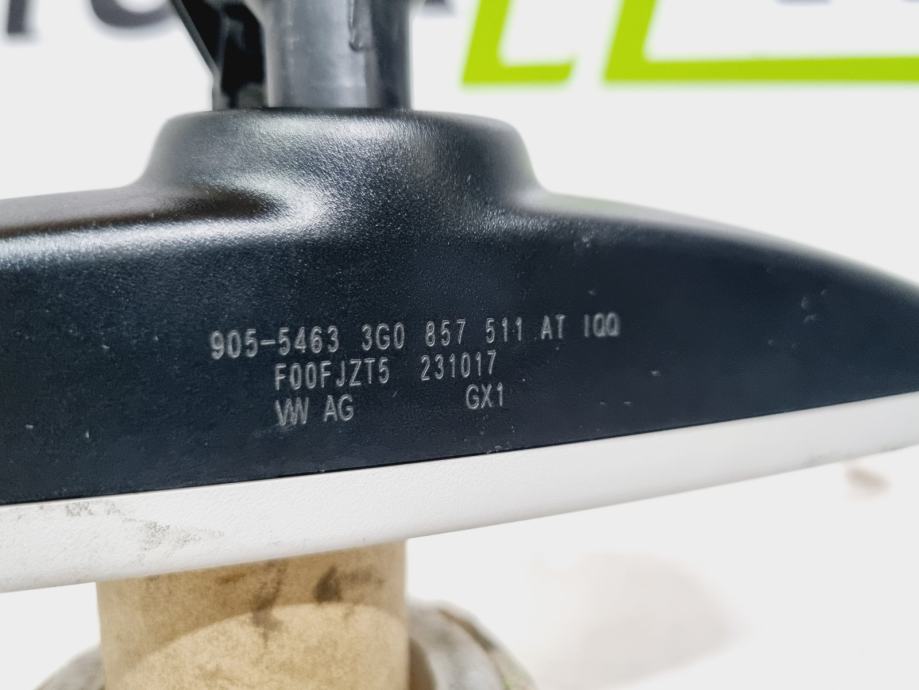 905-5463 3G0 857 511 AT IQQ
F00FJZT5 231017
VW AG GX1